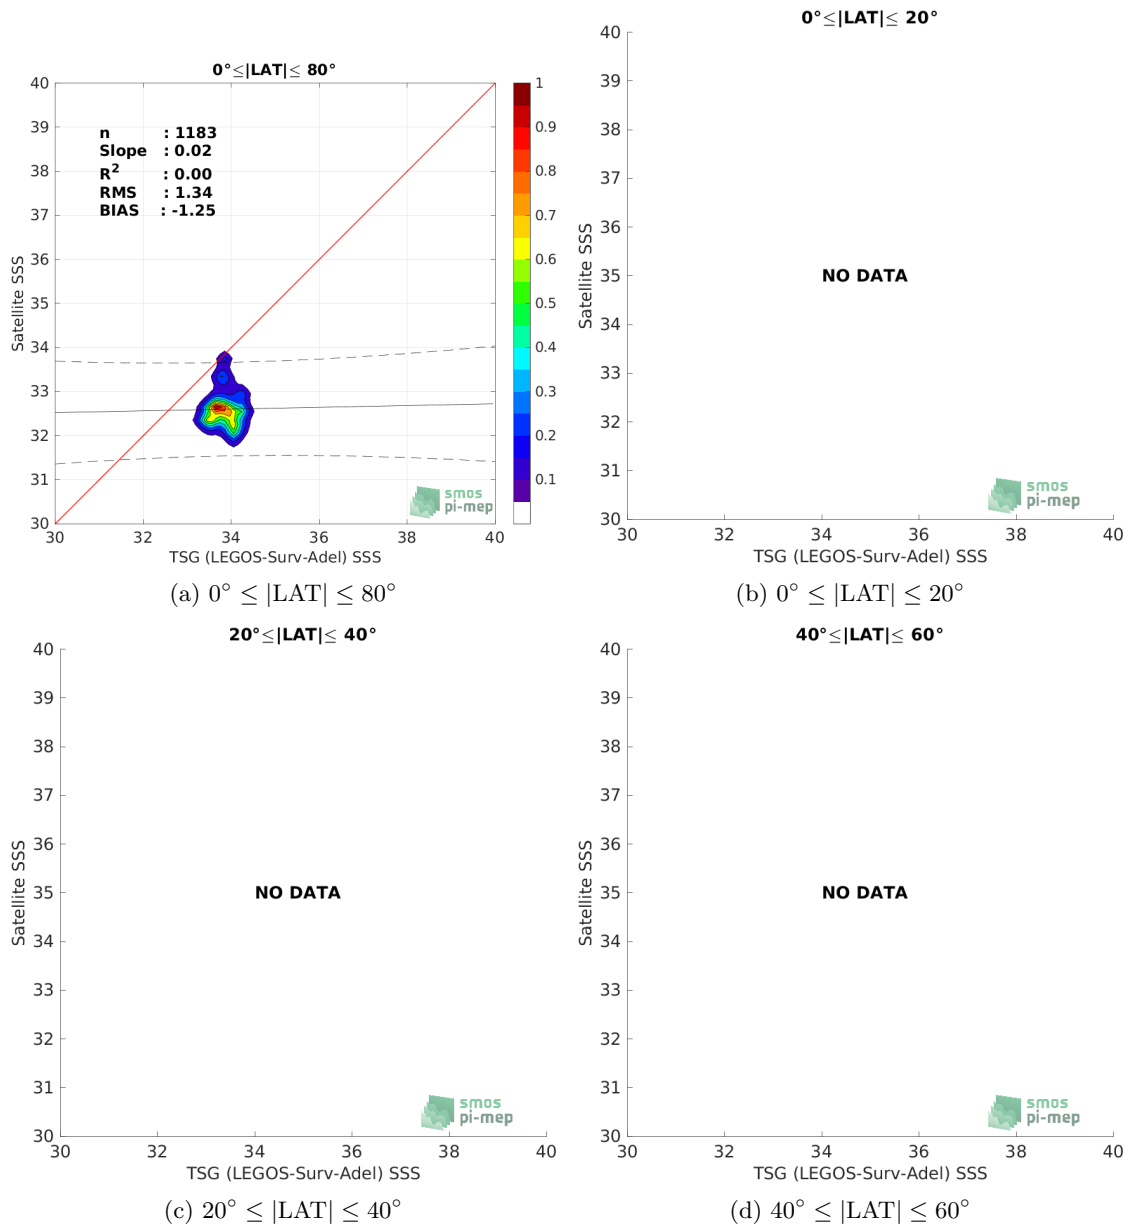 0°≤|LAT|≤ 80°
n : 1183
Slope : 0.02
R² : 0.00
RMS : 1.34
BIAS : -1.25
40
39
38
37
36
35
34
33
32
31
30
Satellite SSS
30 32 34 36 38 40
TSG (LEGOS-Surv-Adel) SSS
1
0.9
0.8
0.7
0.6
0.5
0.4
0.3
0.2
0.1
smos
pi-mep
(a) 0° ≤ |LAT| ≤ 80°
0°≤|LAT|≤ 20°
40
39
38
37
36
35
34
33
32
31
30
Satellite SSS
NO DATA
smos
pi-mep
30 32 34 36 38 40
TSG (LEGOS-Surv-Adel) SSS
(b) 0° ≤ |LAT| ≤ 20°
20°≤|LAT|≤ 40°
40
39
38
37
36
35
34
33
32
31
30
Satellite SSS
NO DATA
smos
pi-mep
30 32 34 36 38 40
TSG (LEGOS-Surv-Adel) SSS
(c) 20° ≤ |LAT| ≤ 40°
40°≤|LAT|≤ 60°
40
39
38
37
36
35
34
33
32
31
30
Satellite SSS
NO DATA
smos
pi-mep
30 32 34 36 38 40
TSG (LEGOS-Surv-Adel) SSS
(d) 40° ≤ |LAT| ≤ 60°